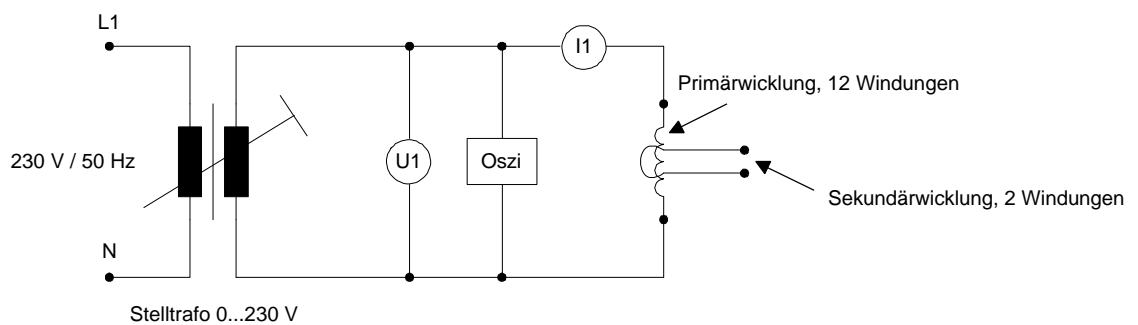 L1
I1
Primärwicklung, 12 Windungen
230 V / 50 Hz
U1
Oszi
Sekundärwicklung, 2 Windungen
N
Stelltrafo 0...230 V